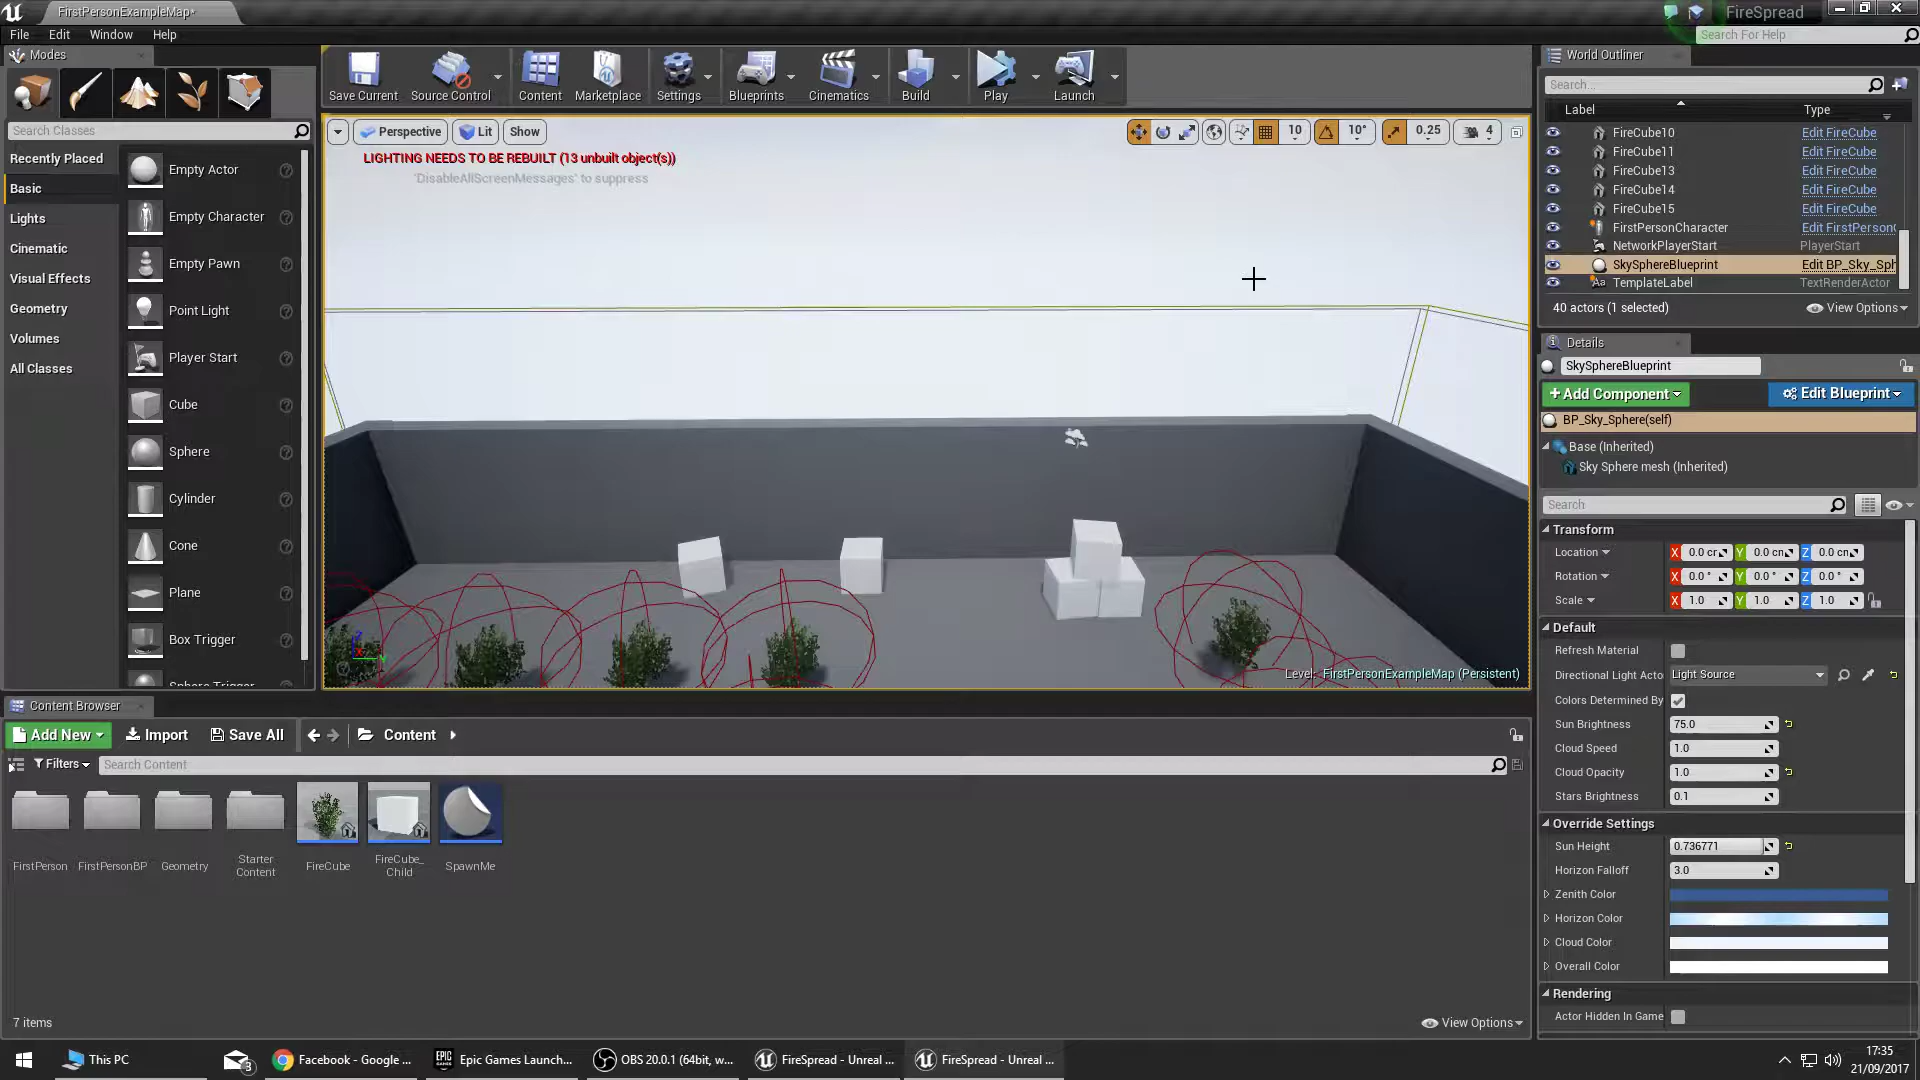 FirstPersonExampleMap*
FireSpread
File Edit Window Help
Search For Help
Modes
Save Current
Source Control
Content
Marketplace
Settings
Blueprints
Cinematics
Build
Play
Launch
World Outliner
Search...
Label
Type
Search Classes
Recently Placed
Basic
Lights
Cinematic
Visual Effects
Geometry
Volumes
All Classes
Empty Actor
Empty Character
Empty Pawn
Point Light
Player Start
Cube
Sphere
Cylinder
Cone
Plane
Box Trigger
Sphere Trigger
Perspective
Lit
Show
10
10°
0.25
4
LIGHTING NEEDS TO BE REBUILT (13 unbuilt object(s))
'DisableAllScreenMessages' to suppress
Level: FirstPersonExampleMap (Persistent)
FireCube10 Edit FireCube
FireCube11 Edit FireCube
FireCube13 Edit FireCube
FireCube14 Edit FireCube
FireCube15 Edit FireCube
FirstPersonCharacter Edit FirstPerson
NetworkPlayerStart PlayerStart
SkySphereBlueprint Edit BP_Sky_Sph
TemplateLabel TextRenderActor
40 actors (1 selected)
View Options
Details
SkySphereBlueprint
+Add Component
Edit Blueprint
BP_Sky_Sphere(self)
Base (Inherited)
Sky Sphere mesh (Inherited)
Search
Transform
Location X 0.0 cr Y 0.0 cn Z 0.0 cn
Rotation X 0.0 ° Y 0.0 ° Z 0.0 °
Scale X 1.0 Y 1.0 Z 1.0
Default
Refresh Material
Directional Light Acto Light Source
Colors Determined By
Sun Brightness 75.0
Cloud Speed 1.0
Cloud Opacity 1.0
Stars Brightness 0.1
Override Settings
Sun Height 0.736771
Horizon Falloff 3.0
Zenith Color
Horizon Color
Cloud Color
Overall Color
Rendering
Actor Hidden In Game
Content Browser
Add New
Import
Save All
Content
Filters
Search Content
FirstPerson
FirstPersonBP
Geometry
Starter
Content
FireCube
FireCube_
Child
SpawnMe
7 items
View Options
This PC
3
Facebook - Google ...
Epic Games Launch...
OBS 20.0.1 (64bit, w...
FireSpread - Unreal ...
FireSpread - Unreal ...
17:35
21/09/2017